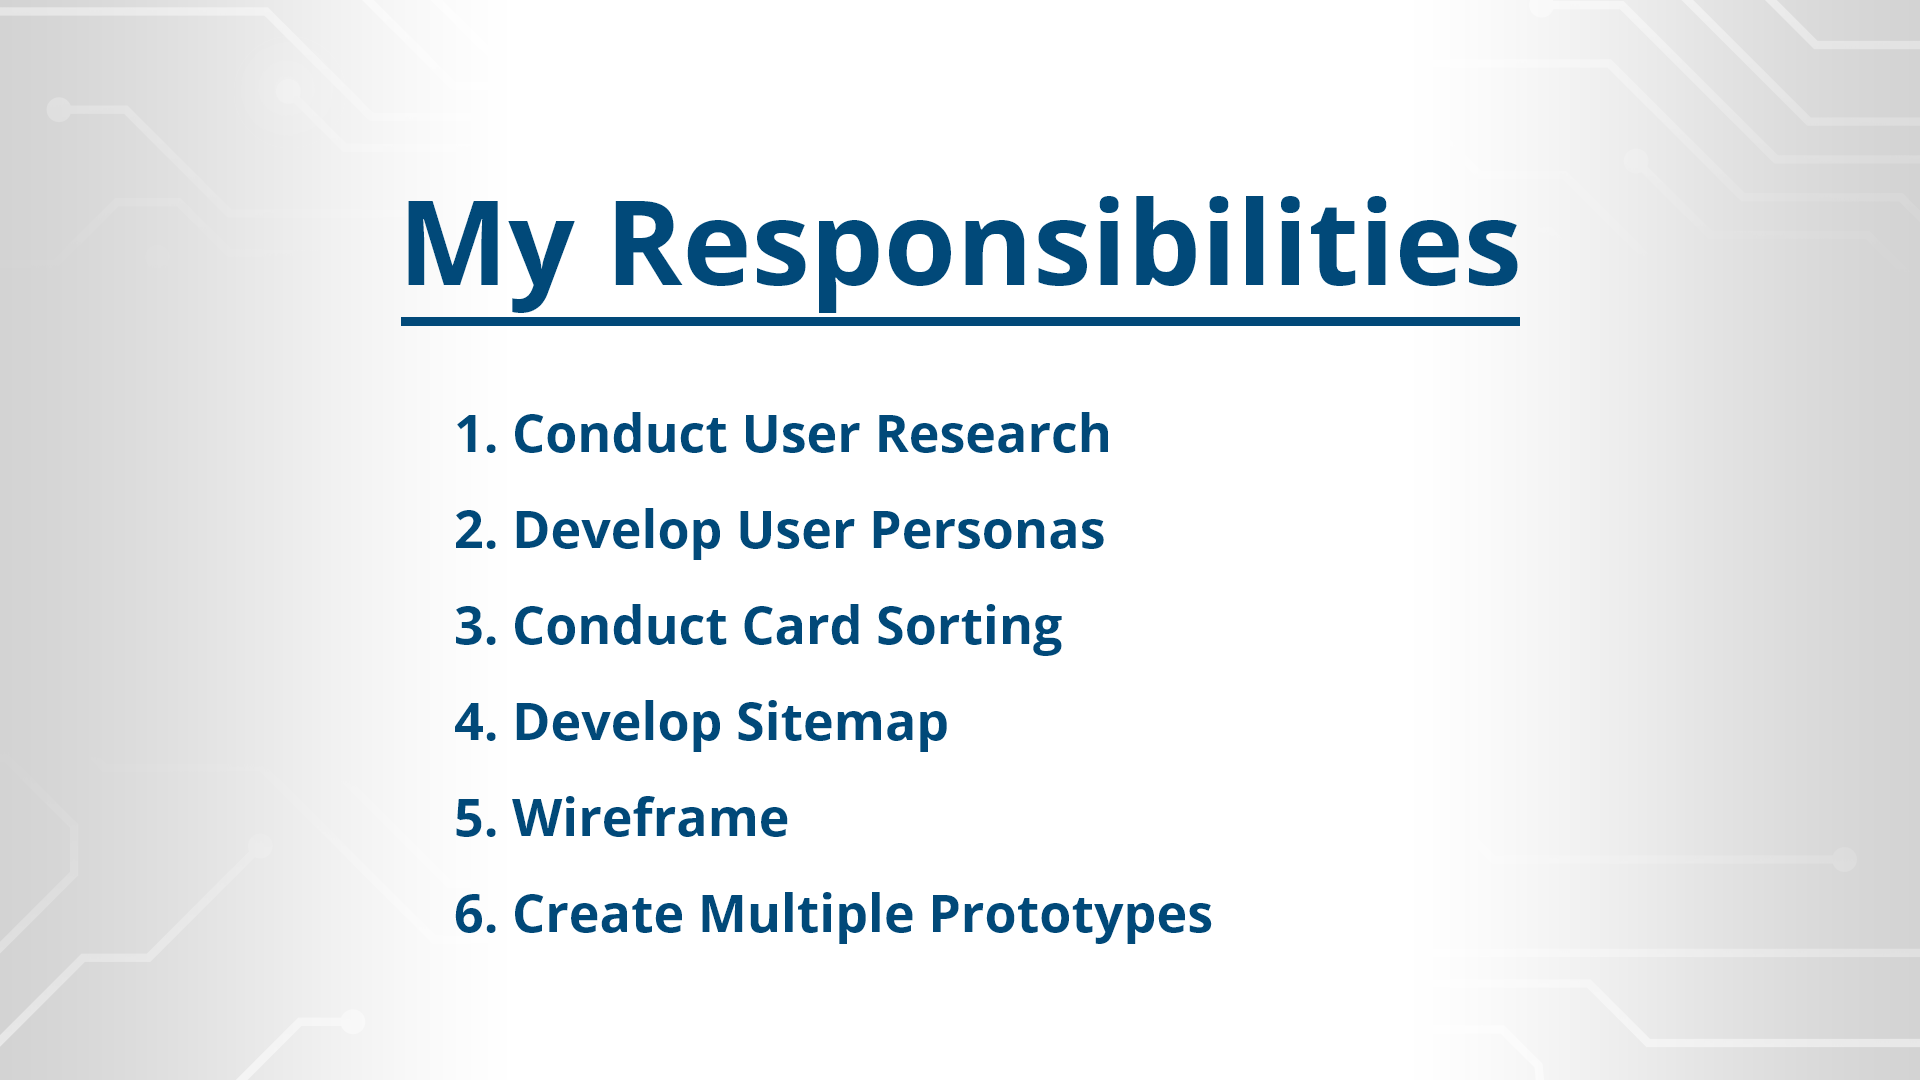 My Responsibilities
1. Conduct User Research
2. Develop User Personas
3. Conduct Card Sorting
4. Develop Sitemap
5. Wireframe
6. Create Multiple Prototypes